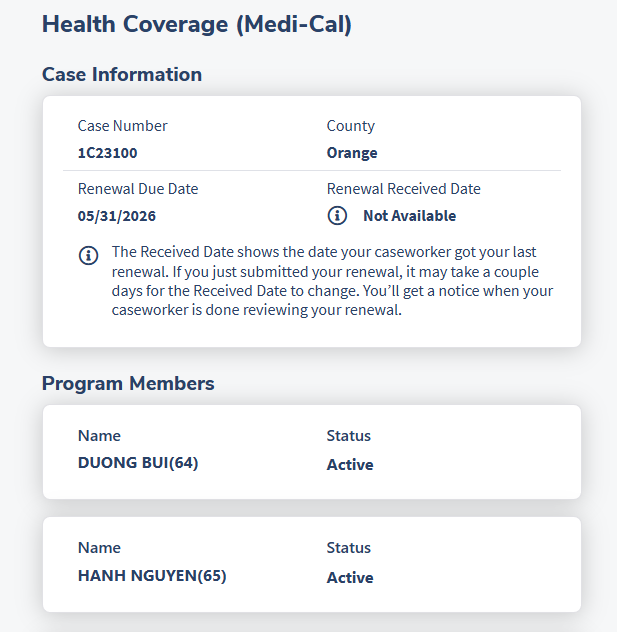 Health Coverage (Medi-Cal)
Case Information
Case Number
County
1C23100
Orange
Renewal Due Date
Renewal Received Date
05/31/2026
Not Available
The Received Date shows the date your caseworker got your last
renewal. If you just submitted your renewal, it may take a couple
days for the Received Date to change. You’ll get a notice when your
caseworker is done reviewing your renewal.
Program Members
Name
Status
DUONG BUI(64)
Active
Name
Status
HANH NGUYEN(65)
Active